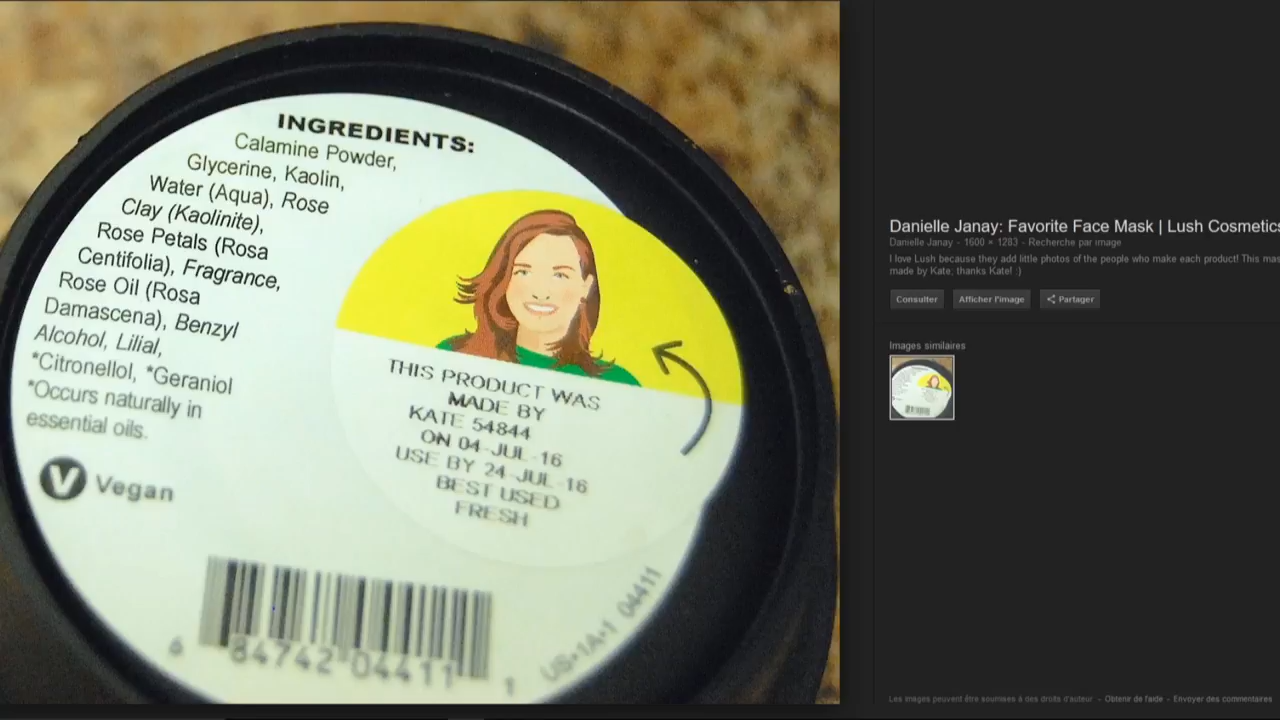 INGREDIENTS:
Calamine Powder,
Glycerine, Kaolin,
Water (Aqua), Rose
Clay (Kaolinite),
Rose Petals (Rosa
Centifolia), Fragrance,
Rose Oil (Rosa
Damascena), Benzyl
Alcohol, Lilial,
*Citronellol, *Geraniol
*Occurs naturally in
essential oils.
V Vegan
THIS PRODUCT WAS
MADE BY
KATE 54844
ON 04-JUL-16
USE BY 24-JUL-16
BEST USED
FRESH
6 84742 04411 1
US•1A•1 04411
Danielle Janay: Favorite Face Mask | Lush Cosmetics
Danielle Janay - 1600 × 1283 - Recherche par image
I love Lush because they add little photos of the people who make each product! This mas
made by Kate, thanks Kate! :)
Consulter
Afficher l'image
Partager
Images similaires
Les images peuvent être soumises à des droits d'auteur - Obtenir de l'aide - Envoyer des commentaires